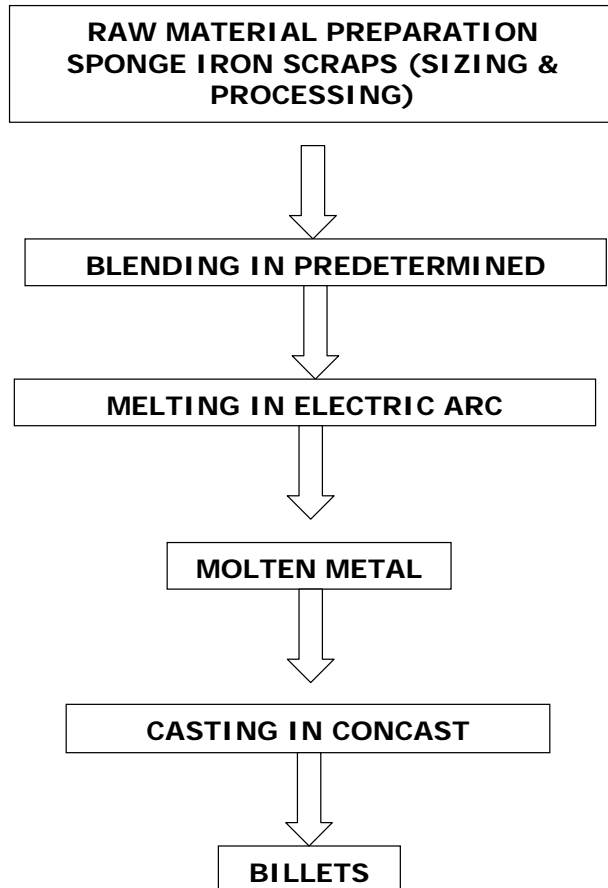 RAW MATERIAL PREPARATION
SPONGE IRON SCRAPS (SIZING &
PROCESSING)
BLENDING IN PREDETERMINED
MELTING IN ELECTRIC ARC
MOLTEN METAL
CASTING IN CONCAST
BILLETS